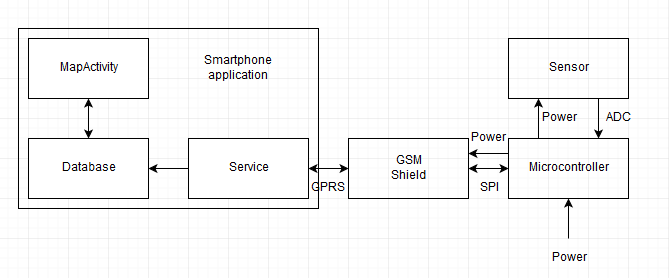 MapActivity
Smartphone
application
Sensor
Power
ADC
Database
Service
GPRS
GSM
Shield
Power
SPI
Microcontroller
Power